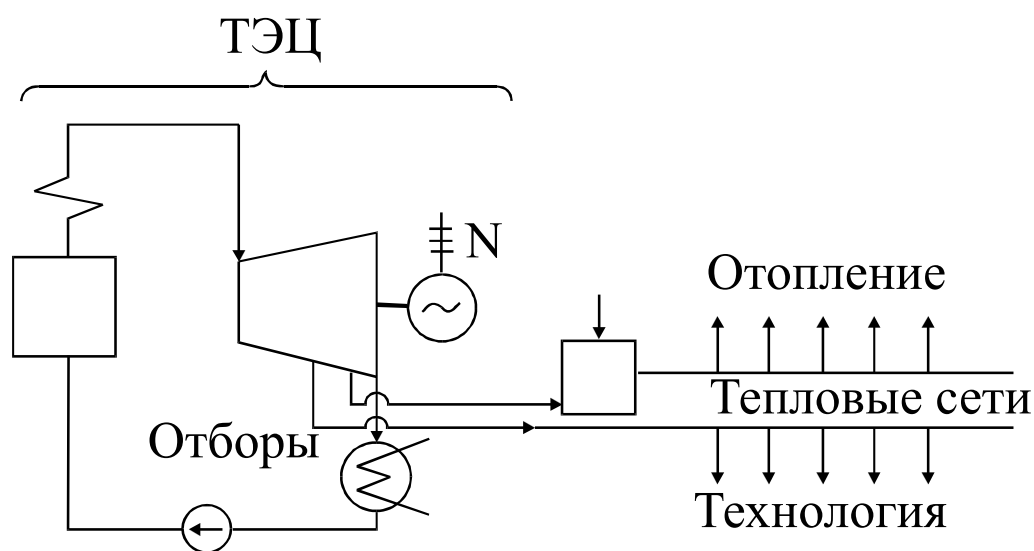 ТЭЦ
N
Отопление
Тепловые сети
Отборы
Технология